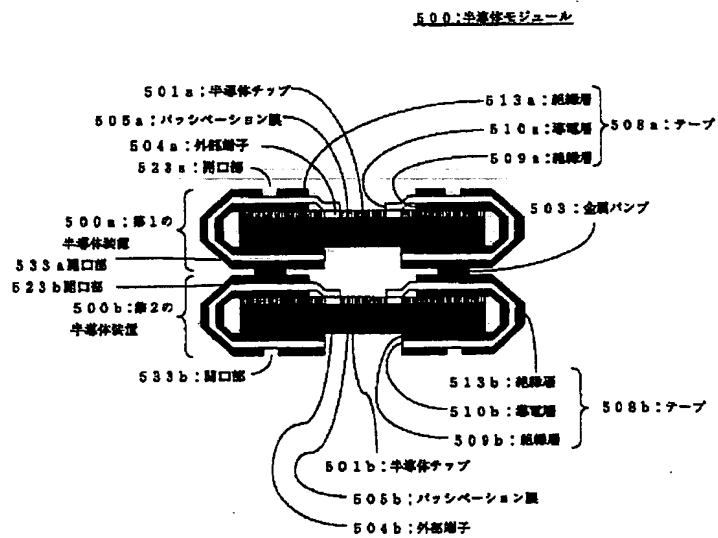 500:半導体モジュール
501a:半導体チップ
505a:パッシベーション膜
504a:外部端子
523a:開口部
513a:絶縁層
510a:導電層
509a:絶縁層
508a:テープ
503:金属バンプ
500a:第1の
半導体装置
533a開口部
523b開口部
500b:第2の
半導体装置
533b:開口部
513b:絶縁層
510b:導電層
509b:絶縁層
508b:テープ
501b:半導体チップ
505b:パッシベーション膜
504b:外部端子